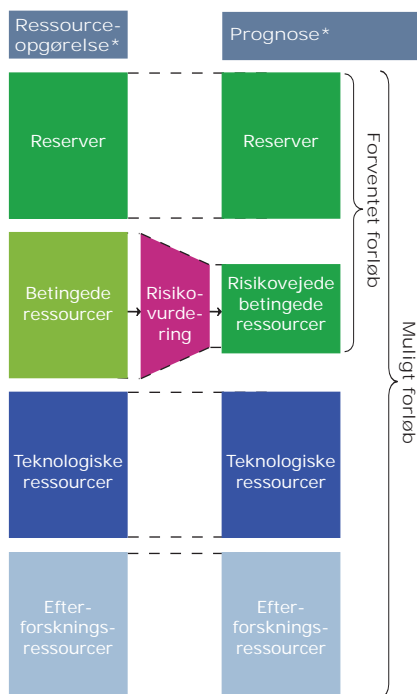 Ressource-
opgørelse*
Prognose*
Reserver
Reserver
Forventet forløb
Betingede
ressourcer
Risiko-
vurde-
ring
Risikovejede
betingede
ressourcer
Muligt forløb
Teknologiske
ressourcer
Teknologiske
ressourcer
Efter-
forsknings-
ressourcer
Efter-
forsknings-
ressourcer